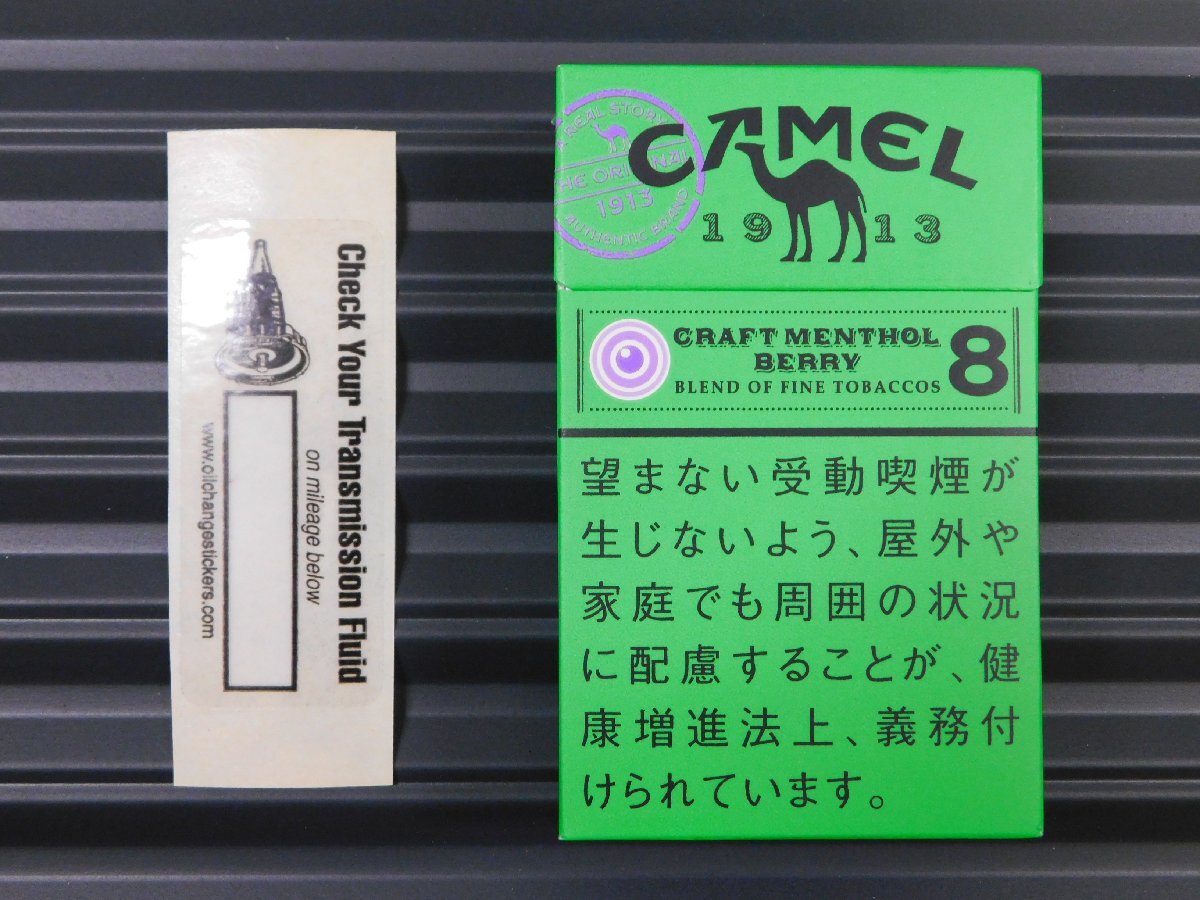 Check Your Transmission Fluid
on mileage below
www.oilchangestickers.com
REAL STORY
1913
AUTHENTIC BRAND
CAMEL
1913
CRAFT MENTHOL
BERRY
BLEND OF FINE TOBACCOS
8
望まない受動喫煙が
生じないよう、屋外や
家庭でも周囲の状況
に配慮することが、健
康増進法上、義務付
けられています。